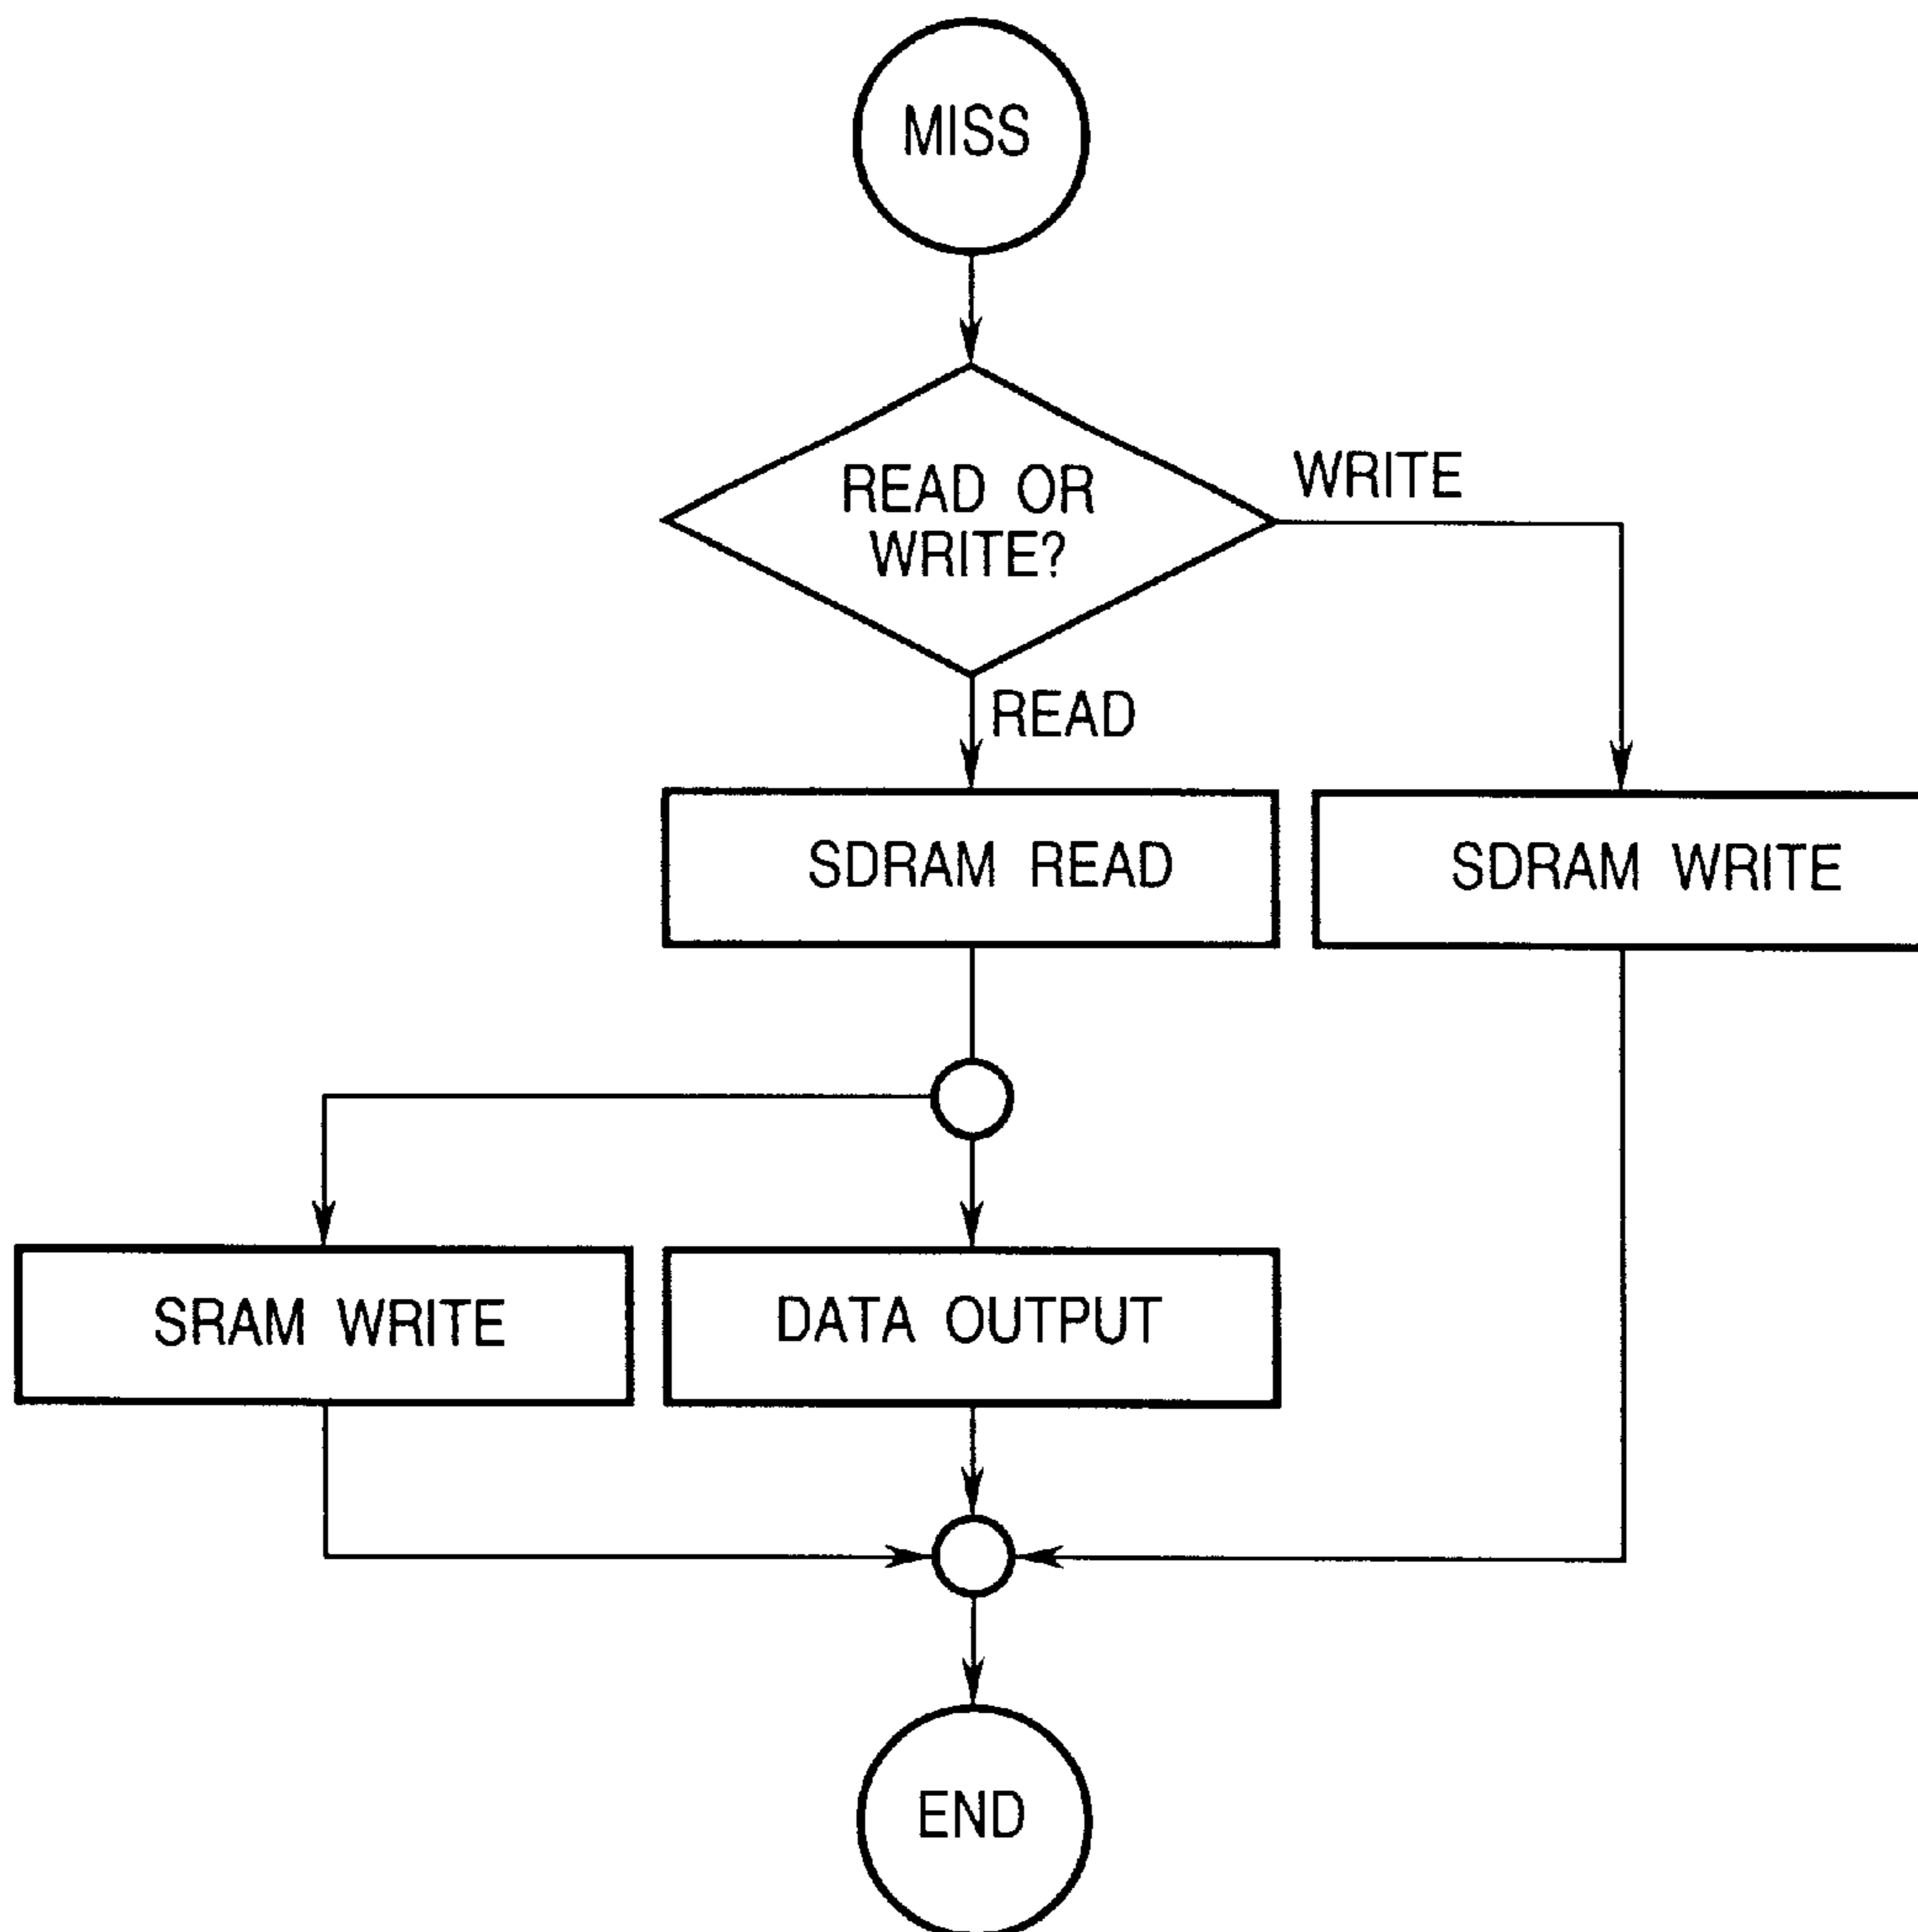 MISS
READ OR
WRITE?
WRITE
READ
SDRAM READ
SDRAM WRITE
SRAM WRITE
DATA OUTPUT
END